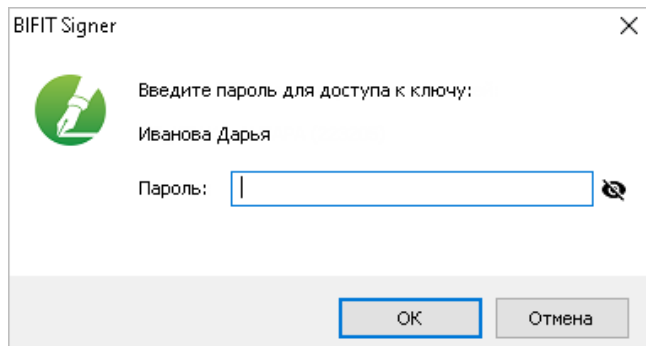 BIFIT Signer
Введите пароль для доступа к ключу:
Иванова Дарья
Пароль:
OK
Отмена